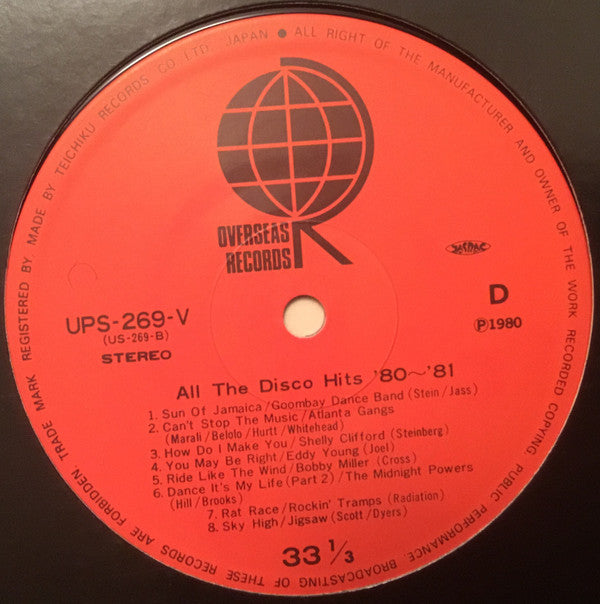 TRADE MARK REGISTERED BY MADE BY TEICHIKU RECORDS CO. LTD. JAPAN ● ALL RIGHT OF THE MANUFACTURER AND OWNER OF THE WORK RECORDED COPYING PUBLIC PERFORMANCE, BROADCASTING OF THESE RECORDS ARE FORBIDDEN
OVERSEAS
RECORDS
JASRAC
UPS-269-V
(US-269-B)
STEREO
D
Ⓟ1980
All The Disco Hits '80~'81
1. Sun Of Jamaica/Goombay Dance Band (Stein/Jass)
2. Can't Stop The Music/Atlanta Gangs
(Marali/Belolo/Hurtt/Whitehead)
3. How Do I Make You/Shelly Clifford (Steinberg)
4. You May Be Right/Eddy Young (Joel)
5. Ride Like The Wind/Bobby Miller (Cross)
6. Dance It's My Life (Part 2)/The Midnight Powers
(Hill/Brooks)
7. Rat Race/Rockin' Tramps (Radiation)
8. Sky High/Jigsaw (Scott/Dyers)
33 1/3